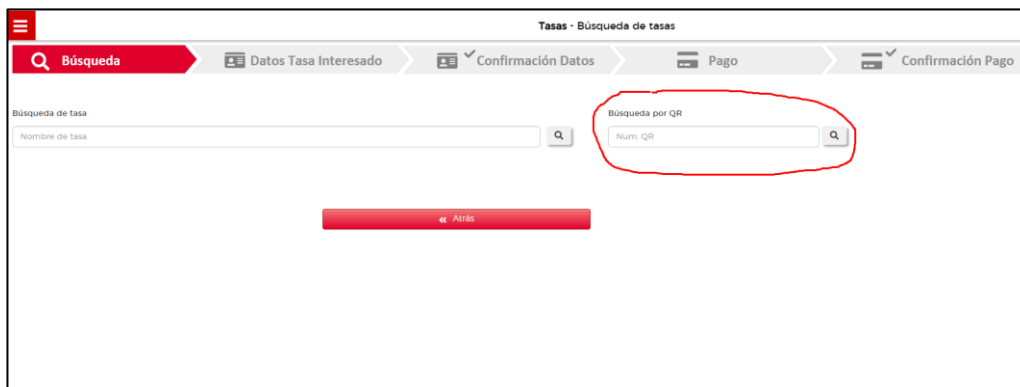 Tasas - Búsqueda de tasas
Búsqueda
Datos Tasa Interesado
Confirmación Datos
Pago
Confirmación Pago
Búsqueda de tasa
Búsqueda por QR
Nombre de tasa
Num. QR
« Atrás